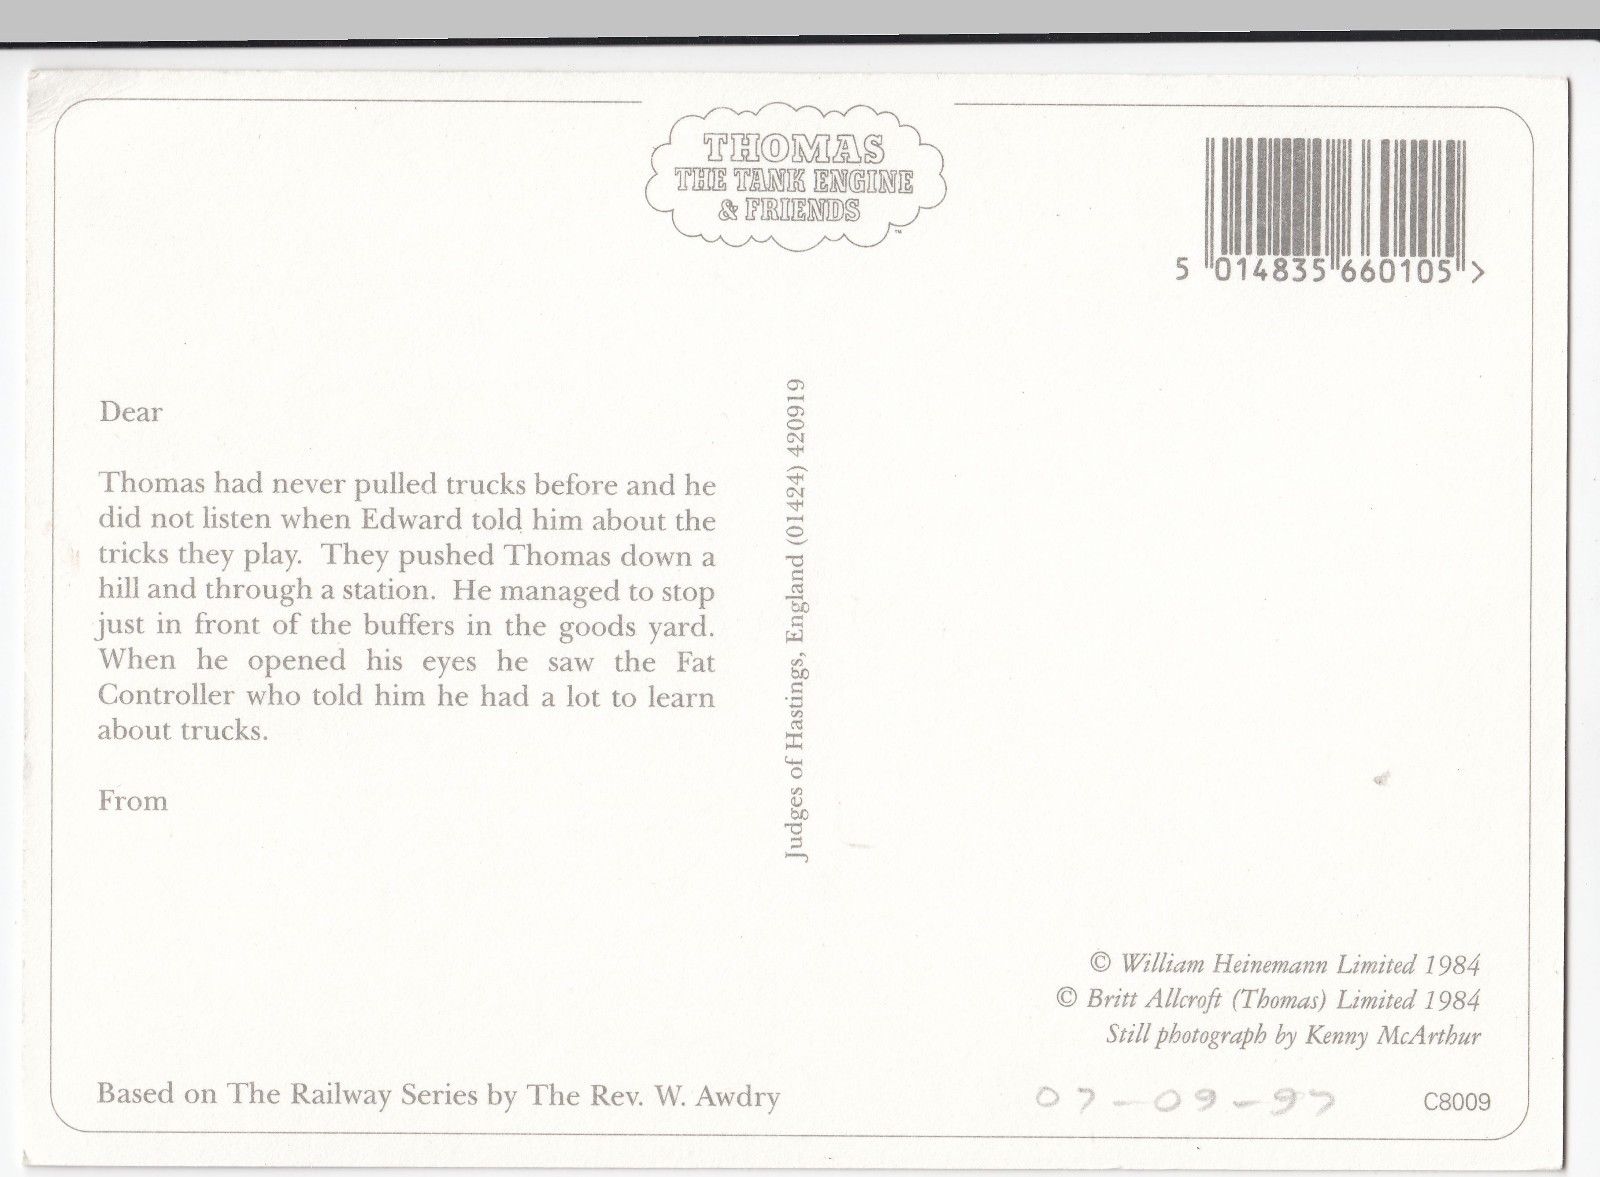 THOMAS
THE TANK ENGINE
& FRIENDS
™
5 014835 660105 >
Dear
Thomas had never pulled trucks before and he
did not listen when Edward told him about the
tricks they play. They pushed Thomas down a
hill and through a station. He managed to stop
just in front of the buffers in the goods yard.
When he opened his eyes he saw the Fat
Controller who told him he had a lot to learn
about trucks.
From
Judges of Hastings, England (01424) 420919
© William Heinemann Limited 1984
© Britt Allcroft (Thomas) Limited 1984
Still photograph by Kenny McArthur
Based on The Railway Series by The Rev. W. Awdry
07-09-97
C8009